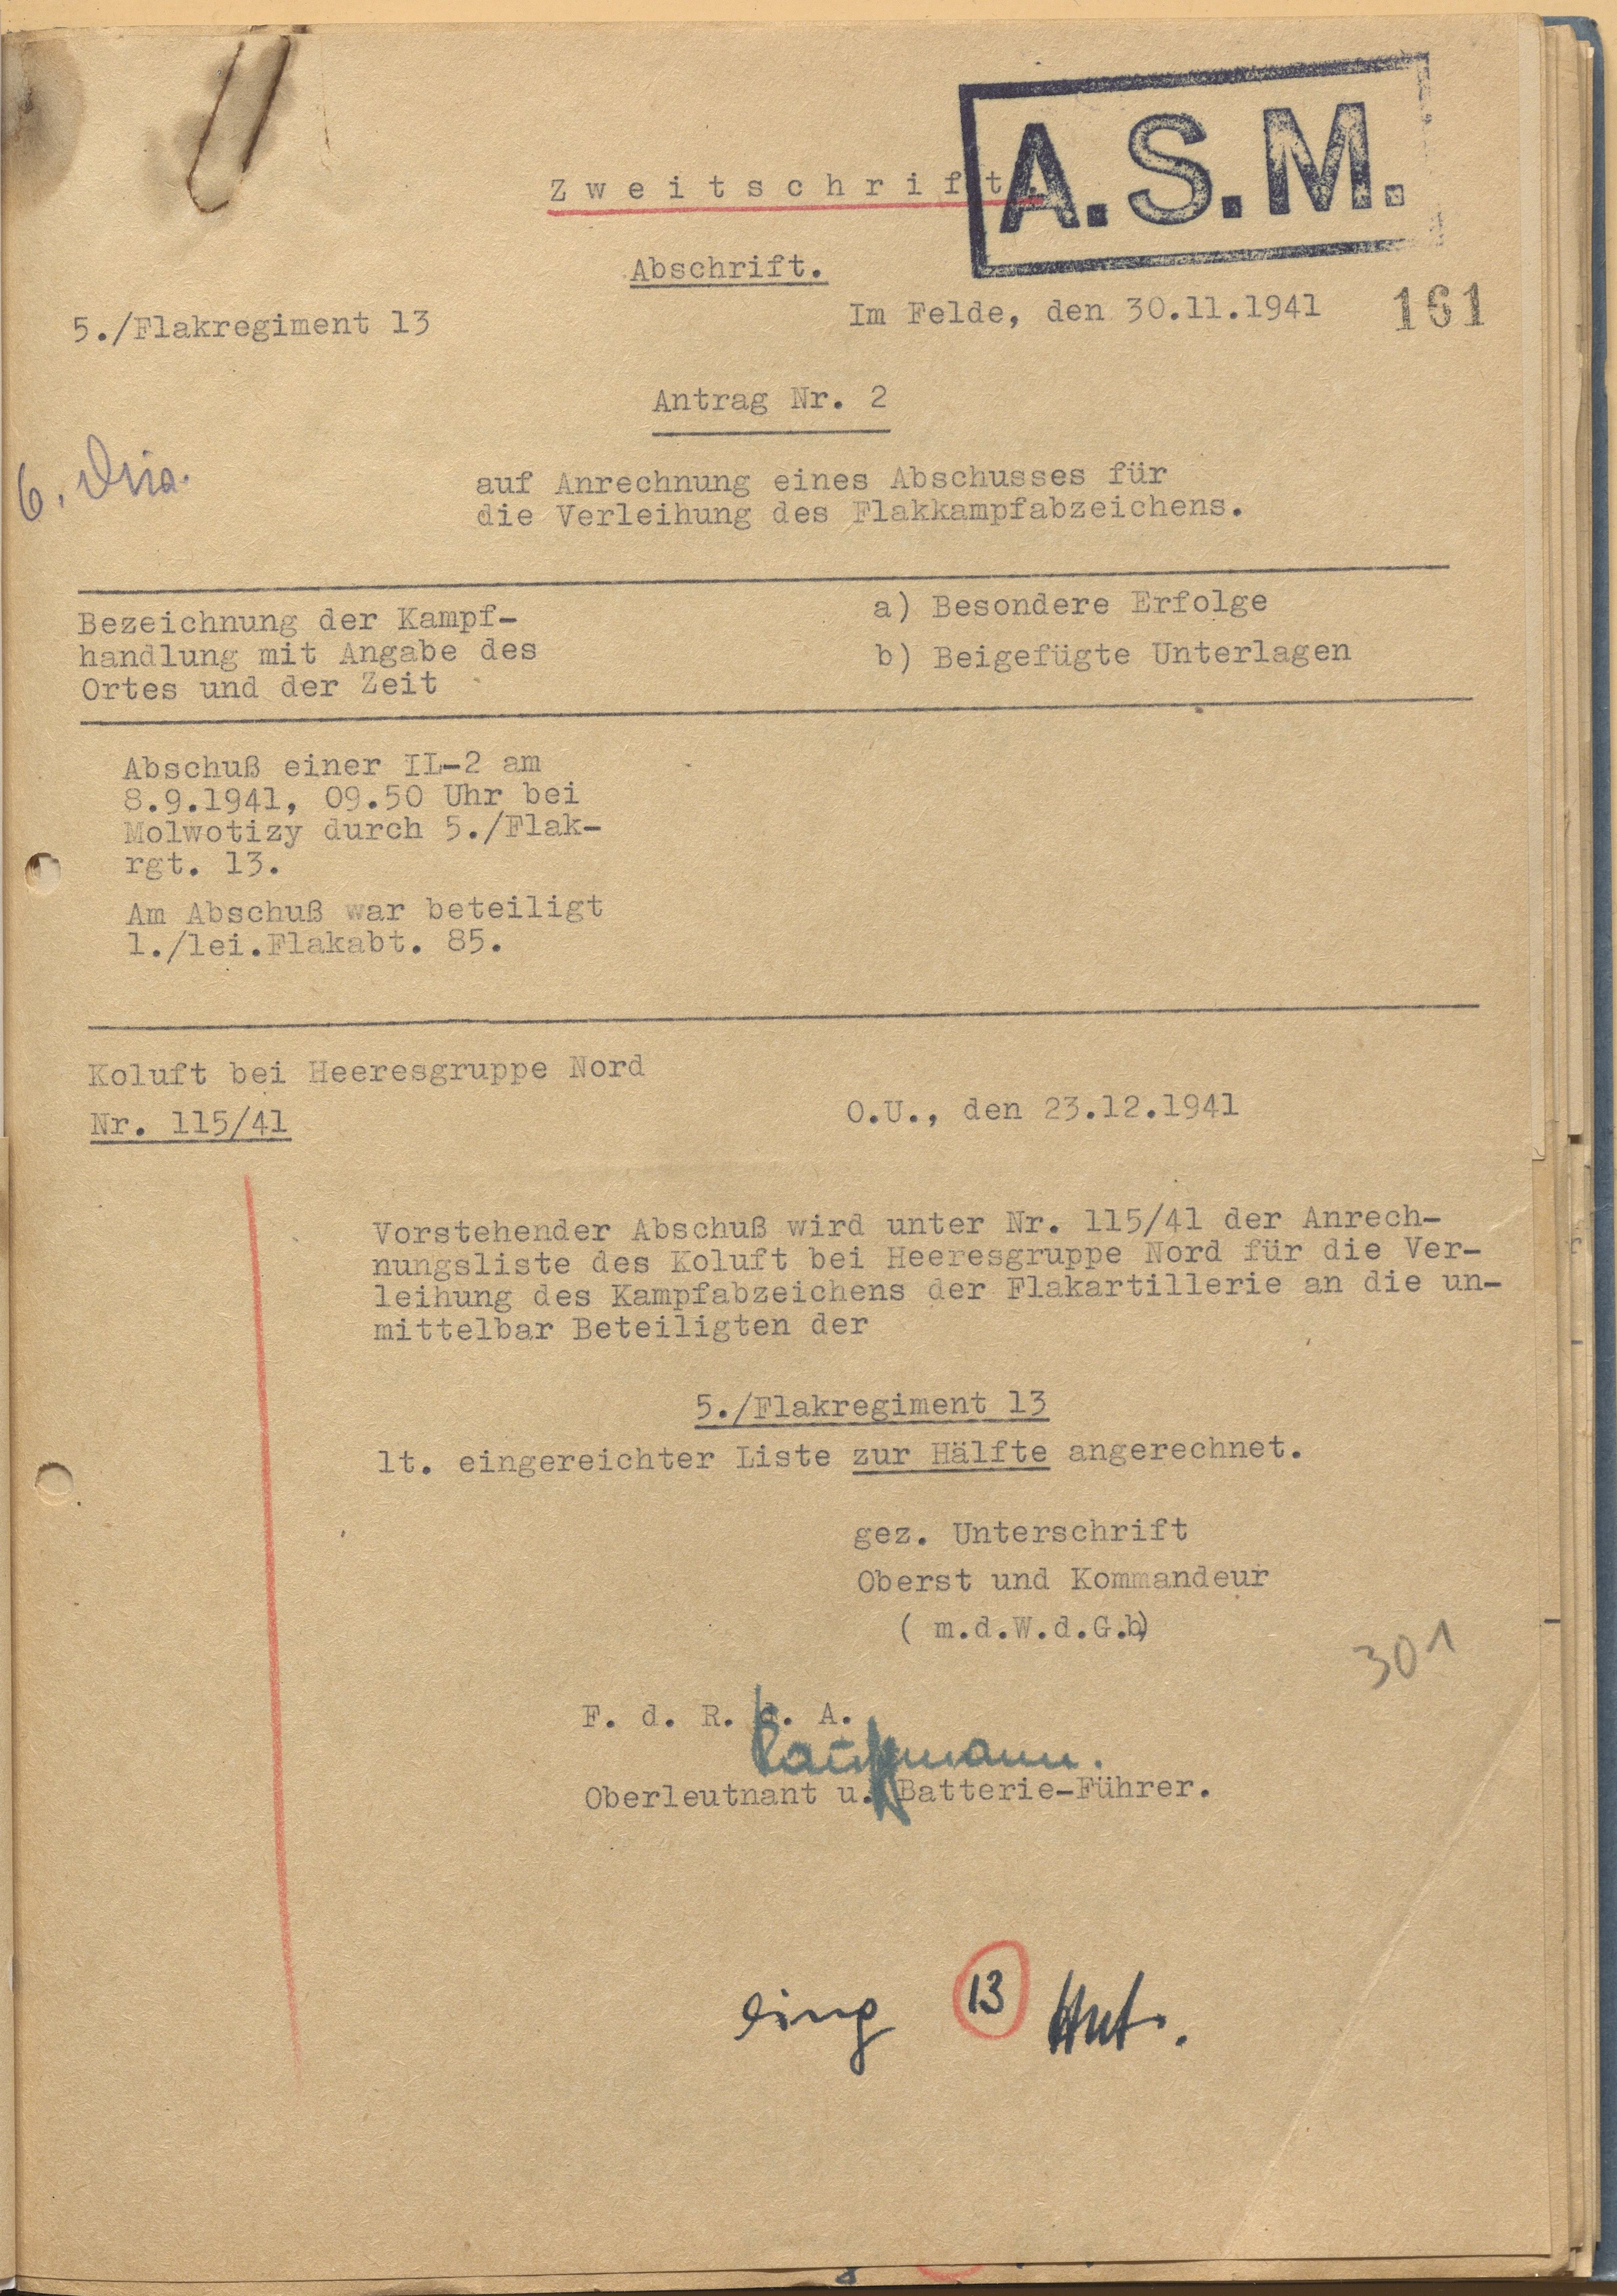 A.S.M.
Zweitschrift.
Abschrift.
5./Flakregiment 13
Im Felde, den 30.11.1941
161
Antrag Nr. 2
6.
auf Anrechnung eines Abschusses für
die Verleihung des Flakkampfabzeichens.
Bezeichnung der Kampf-
handlung mit Angabe des
Ortes und der Zeit
a) Besondere Erfolge
b) Beigefügte Unterlagen
Abschuß einer IL-2 am
8.9.1941, 09.50 Uhr bei
Molwotizy durch 5./Flak-
rgt. 13.
Am Abschuß war beteiligt
1./lei.Flakabt. 85.
Koluft bei Heeresgruppe Nord
Nr. 115/41
O.U., den 23.12.1941
Vorstehender Abschuß wird unter Nr. 115/41 der Anrech-
nungsliste des Koluft bei Heeresgruppe Nord für die Ver-
leihung des Kampfabzeichens der Flakartillerie an die un-
mittelbar Beteiligten der
5./Flakregiment 13
lt. eingereichter Liste zur Hälfte angerechnet.
gez. Unterschrift
Oberst und Kommandeur
( m.d.W.d.G.b)
301
F. d. R. d. A.
Kaufmann.
Oberleutnant u. Batterie-Führer.
13